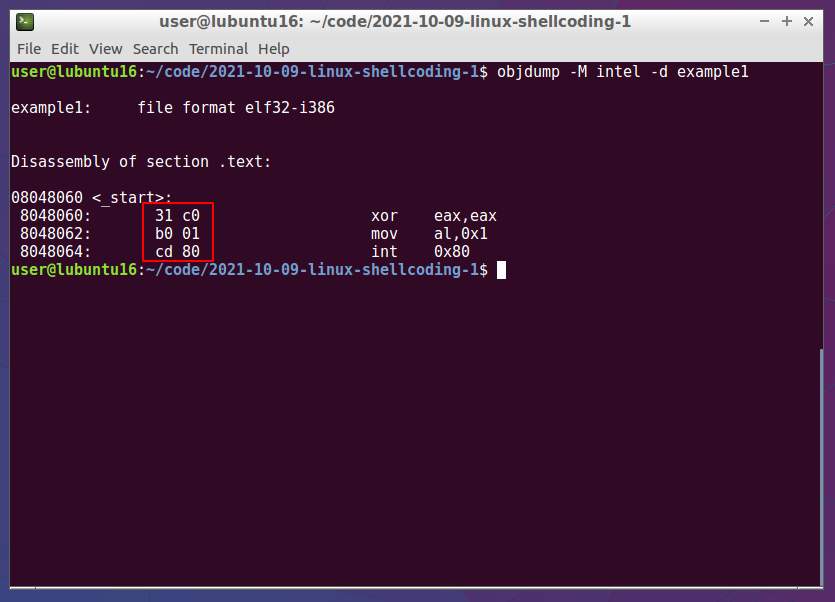 user@lubuntu16: ~/code/2021-10-09-linux-shellcoding-1
File Edit View Search Terminal Help
user@lubuntu16:~/code/2021-10-09-linux-shellcoding-1$ objdump -M intel -d example1
example1:     file format elf32-i386
Disassembly of section .text:
08048060 <_start>:
 8048060:       31 c0                   xor    eax,eax
 8048062:       b0 01                   mov    al,0x1
 8048064:       cd 80                   int    0x80
user@lubuntu16:~/code/2021-10-09-linux-shellcoding-1$